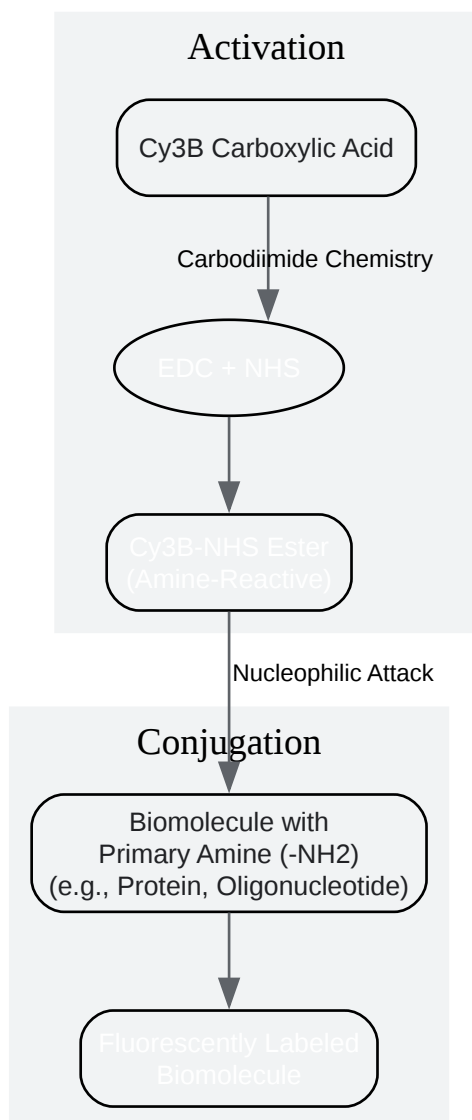 Activation
Cy3B Carboxylic Acid
Carbodiimide Chemistry
EDC + NHS
Cy3B-NHS Ester
(Amine-Reactive)
Nucleophilic Attack
Conjugation
Biomolecule with
Primary Amine (-NH2)
(e.g., Protein, Oligonucleotide)
Fluorescently Labeled
Biomolecule